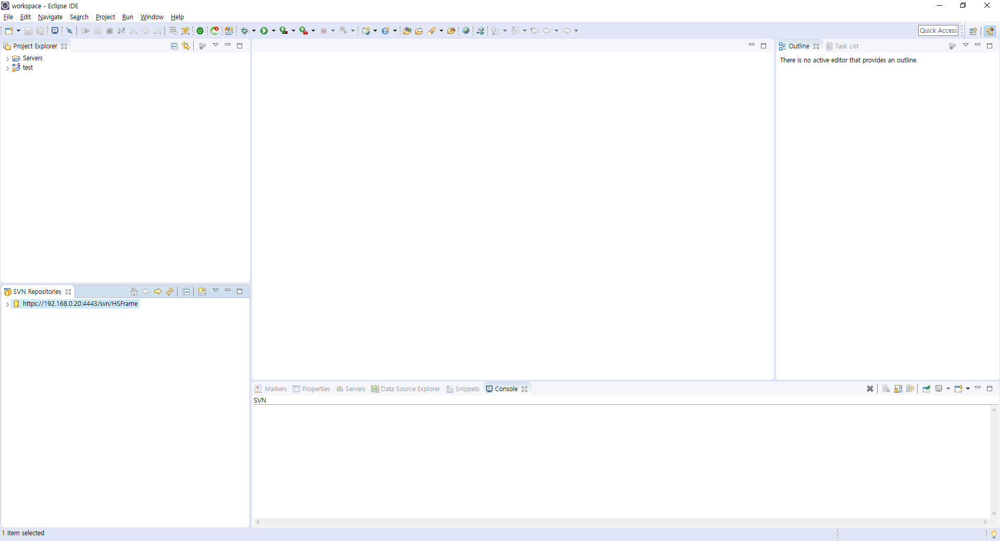 workspace - Eclipse IDE
File Edit Navigate Search Project Run Window Help
Quick Access
Project Explorer
Servers
test
Outline Task List
There is no active editor that provides an outline.
SVN Repositories
https://192.168.0.20:4443/svn/HSFrame
Markers Properties Servers Data Source Explorer Snippets Console
SVN
1 item selected